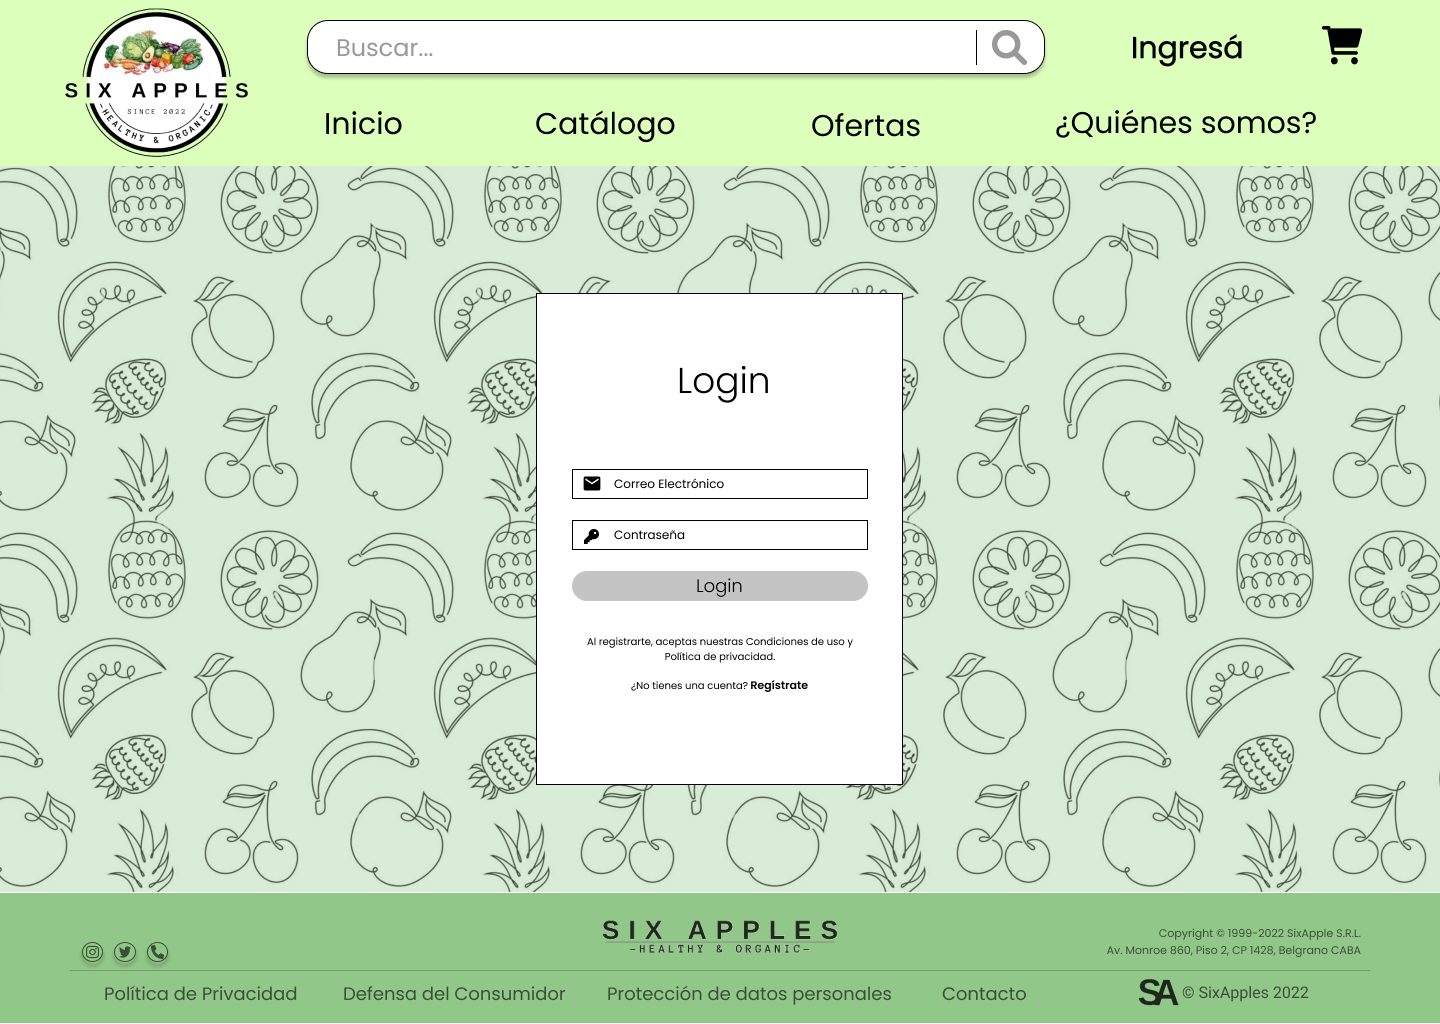 SIX APPLES
SINCE 2022
-HEALTHY & ORGANIC-
Buscar...
Ingresá
Inicio
Catálogo
Ofertas
¿Quiénes somos?
Login
Correo Electrónico
Contraseña
Login
Al registrarte, aceptas nuestras Condiciones de uso y
Política de privacidad.
¿No tienes una cuenta? Regístrate
SIX APPLES
-HEALTHY & ORGANIC-
Copyright © 1999-2022 SixApple S.R.L.
Av. Monroe 860, Piso 2, CP 1428, Belgrano CABA
Política de Privacidad
Defensa del Consumidor
Protección de datos personales
Contacto
SA © SixApples 2022